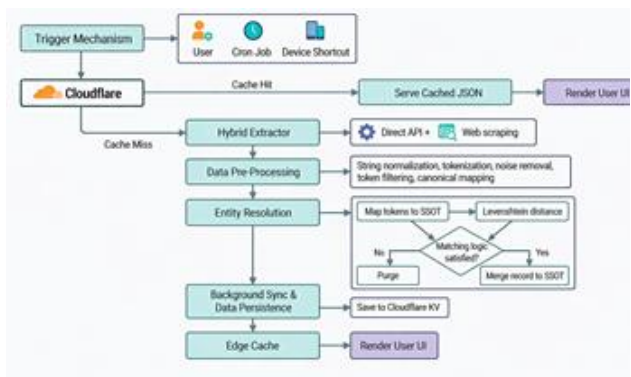 Trigger Mechanism
User
Cron Job
Device Shortcut
Cloudflare
Cache Hit
Serve Cached JSON
Render User UI
Cache Miss
Hybrid Extractor
Direct API +
Web scraping
Data Pre-Processing
String normalization, tokenization, noise removal,
token filtering, canonical mapping
Entity Resolution
Map tokens to SSOT
Levenshtein distance
Matching logic
satisfied?
No
Yes
Purge
Merge record to SSOT
Background Sync &
Data Persistence
Save to Cloudflare KV
Edge Cache
Render User UI